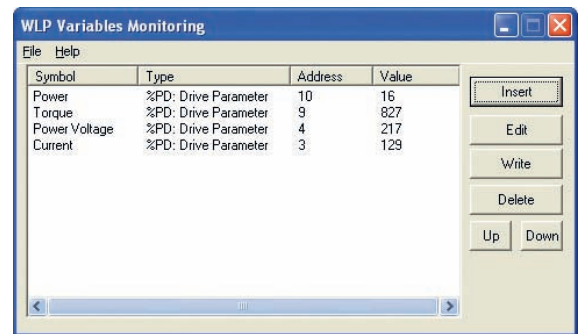 WLP Variables Monitoring
File Help
Symbol Type Address Value
Power %PD: Drive Parameter 10 16
Torque %PD: Drive Parameter 9 827
Power Voltage %PD: Drive Parameter 4 217
Current %PD: Drive Parameter 3 129
Insert
Edit
Write
Delete
Up Down